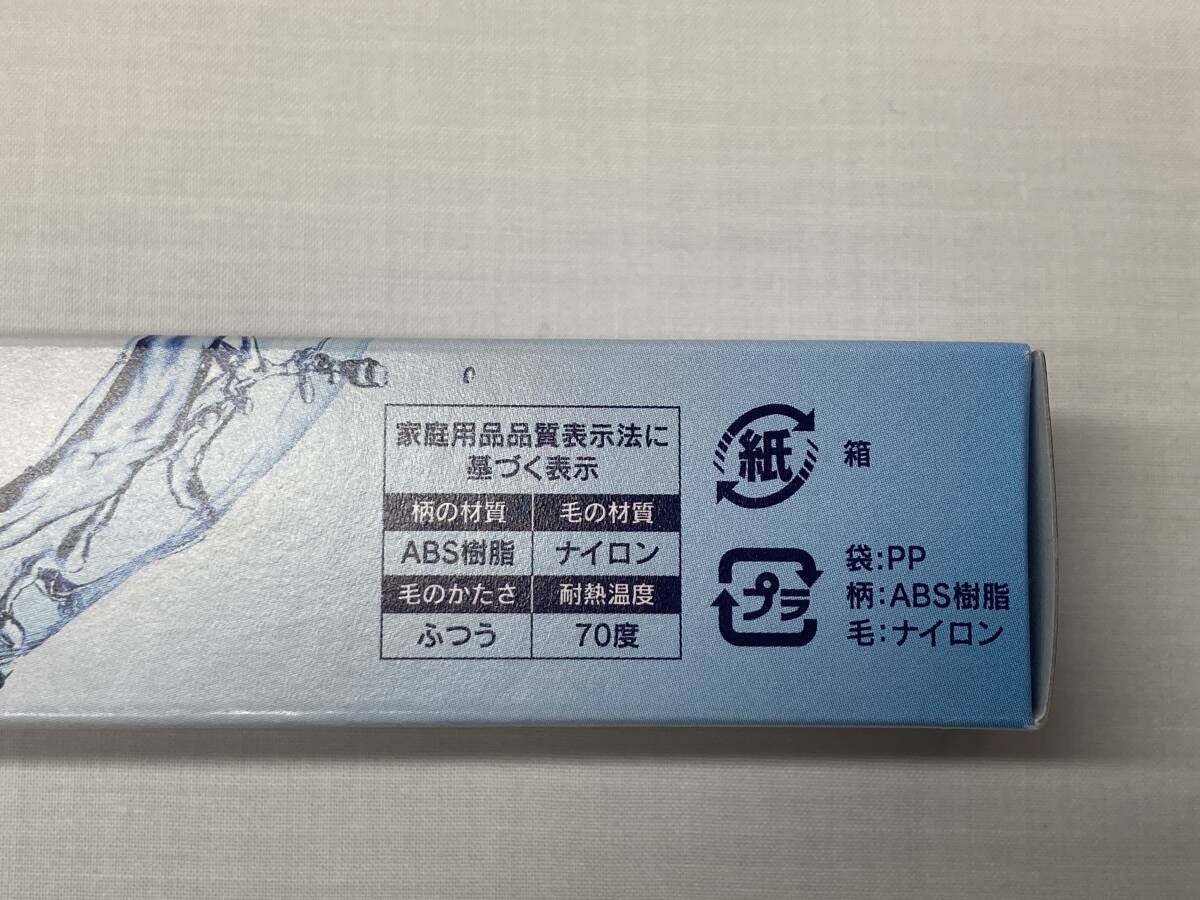 家庭用品品質表示法に
基づく表示
柄の材質 毛の材質
ABS樹脂 ナイロン
毛のかたさ 耐熱温度
ふつう 70度
紙 箱
プラ
袋:PP
柄:ABS樹脂
毛:ナイロン